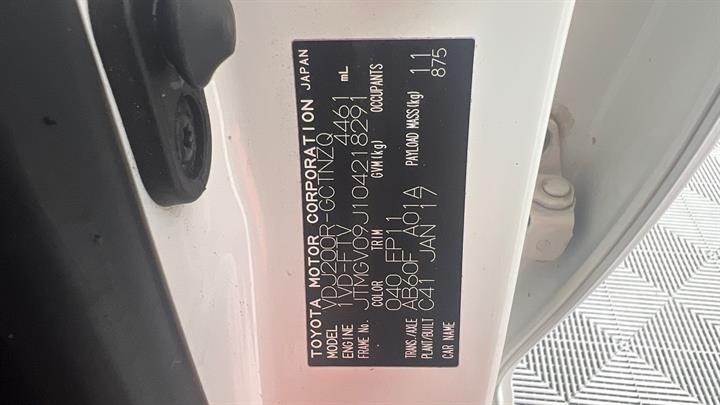 TOYOTA MOTOR CORPORATION JAPAN
MODEL VDJ200R-GCTNZQ
ENGINE 1VD-FTV 4461 mL
FRAME No. JTMGV09J104218291
COLOR TRIM GVM(kg) OCCUPANTS
040 FP11 11
TRANS./AXLE AB60F A01A PAYLOAD MASS(kg) 875
PLANT/BUILT C41 JAN'17
CAR NAME